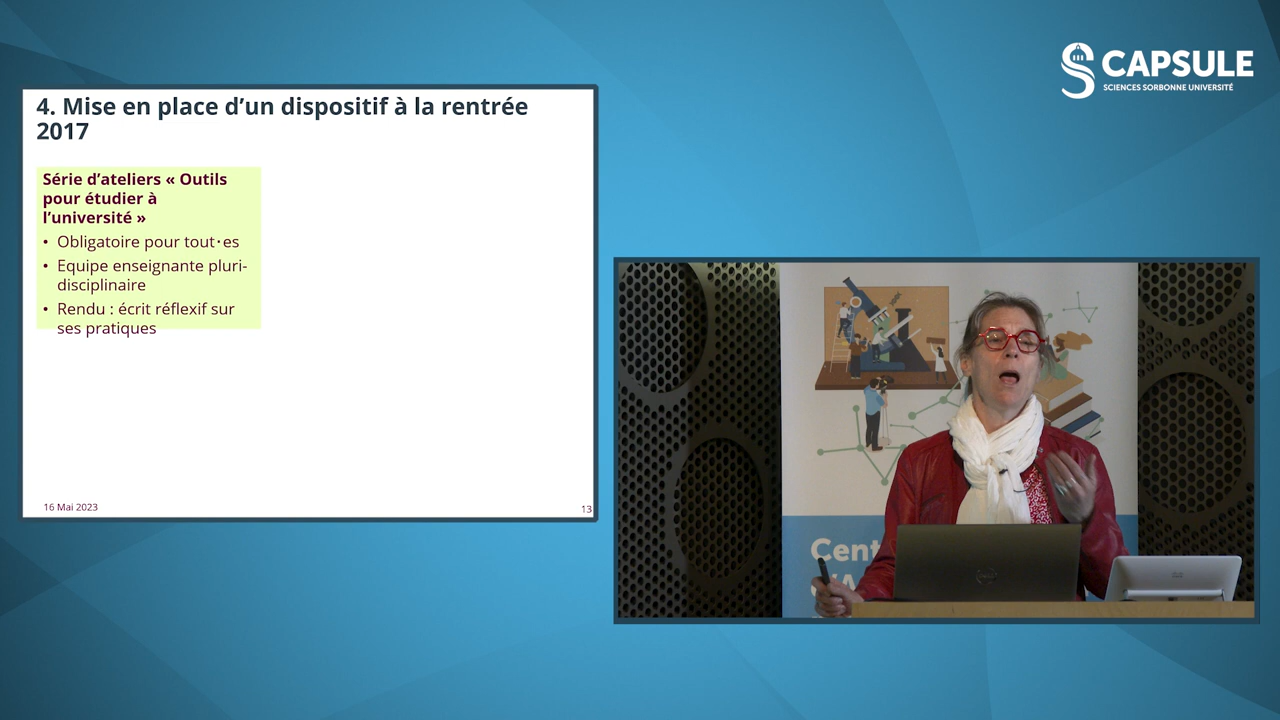 CAPSULE
SCIENCES SORBONNE UNIVERSITÉ
4. Mise en place d’un dispositif à la rentrée
2017
Série d’ateliers « Outils
pour étudier à
l’université »
• Obligatoire pour tout·es
• Equipe enseignante pluri-
disciplinaire
• Rendu : écrit réflexif sur
ses pratiques
16 Mai 2023
13
Cent